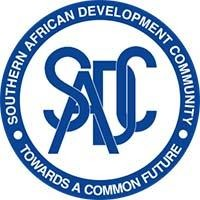 • SOUTHERN AFRICAN DEVELOPMENT COMMUNITY •
SADC
TOWARDS A COMMON FUTURE